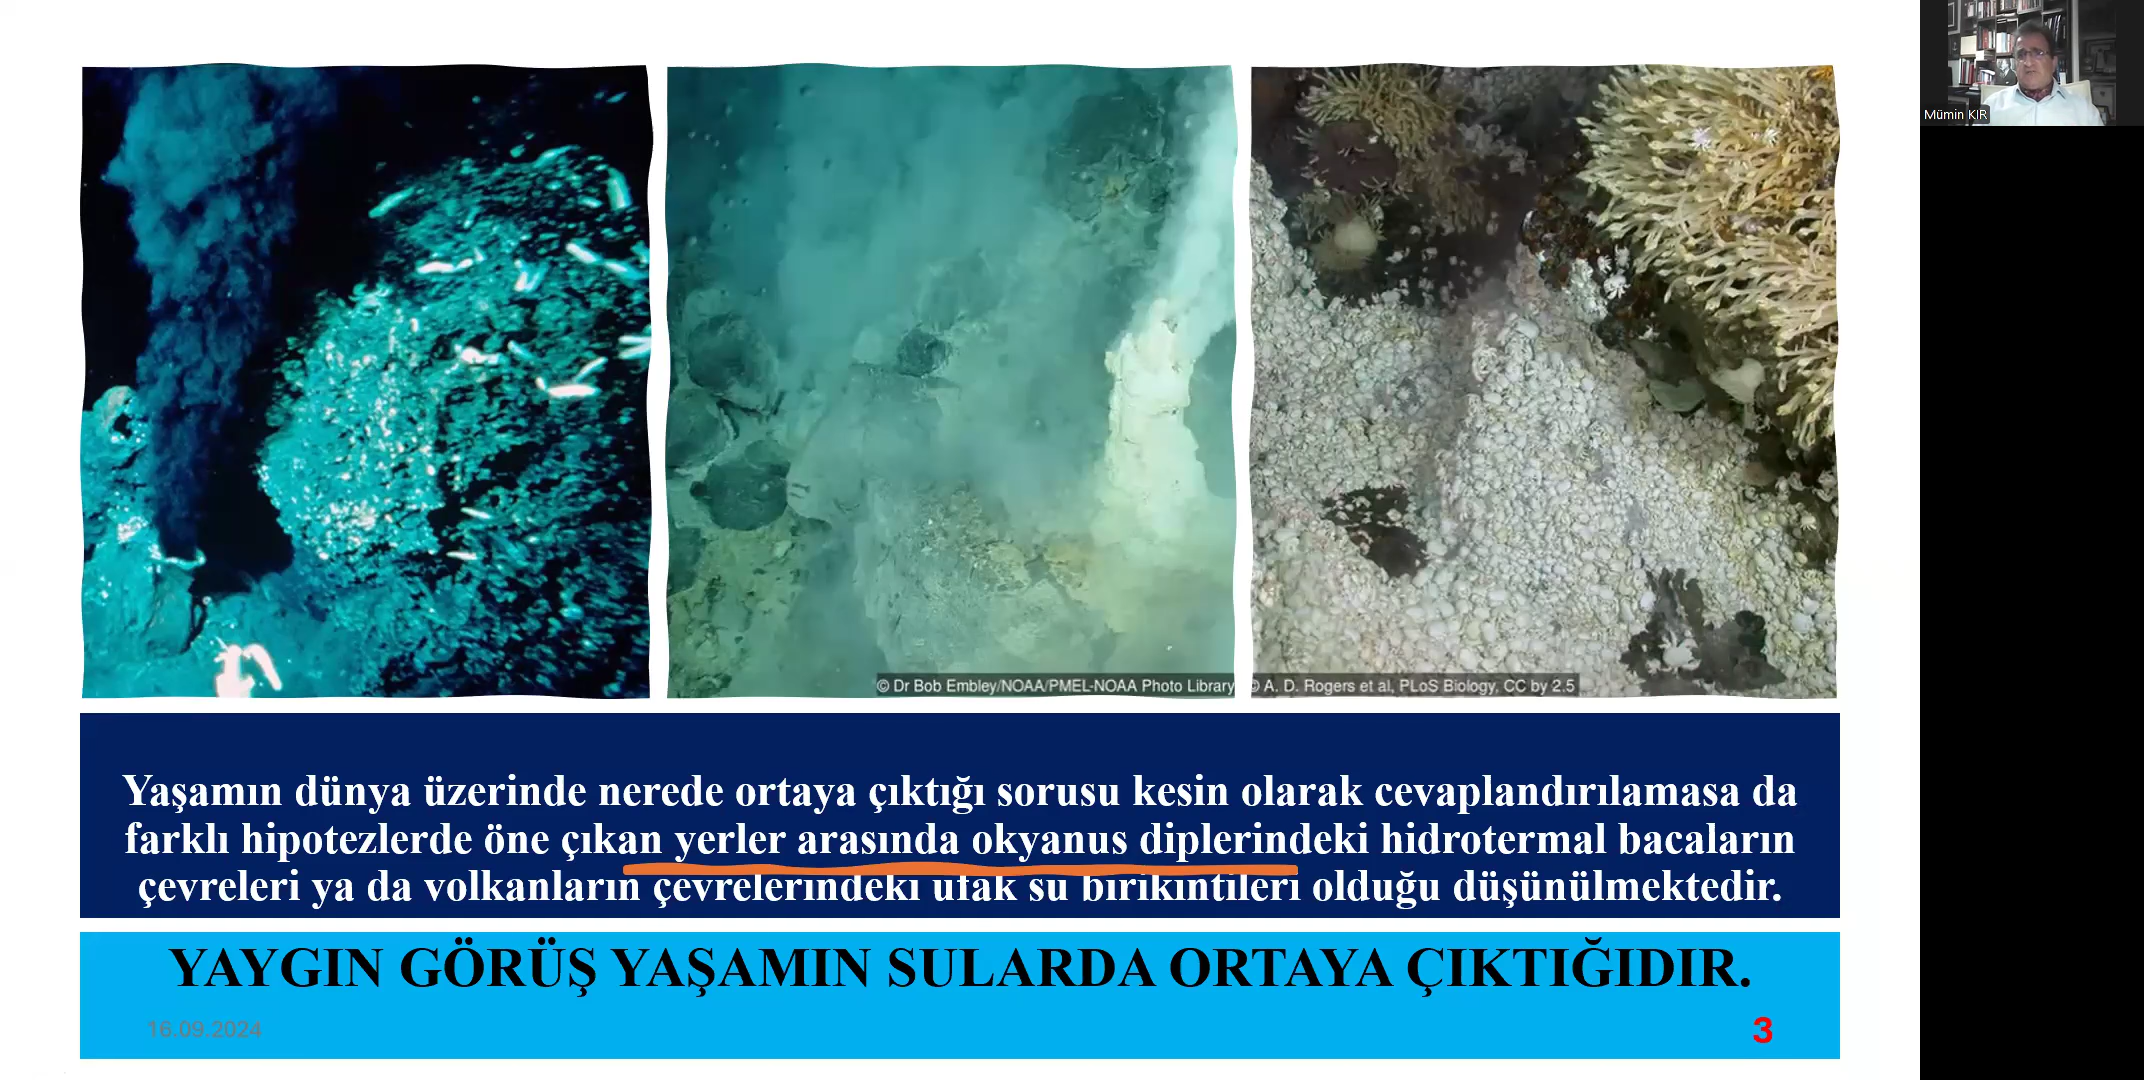 Mümin KIR
© Dr Bob Embley/NOAA/PMEL-NOAA Photo Library
© A. D. Rogers et al, PLoS Biology, CC by 2.5
Yaşamın dünya üzerinde nerede ortaya çıktığı sorusu kesin olarak cevaplandırılamasa da
farklı hipotezlerde öne çıkan yerler arasında okyanus diplerindeki hidrotermal bacaların
çevreleri ya da volkanların çevrelerindeki ufak su birikintileri olduğu düşünülmektedir.
YAYGIN GÖRÜŞ YAŞAMIN SULARDA ORTAYA ÇIKTIĞIDIR.
16.09.2024
3